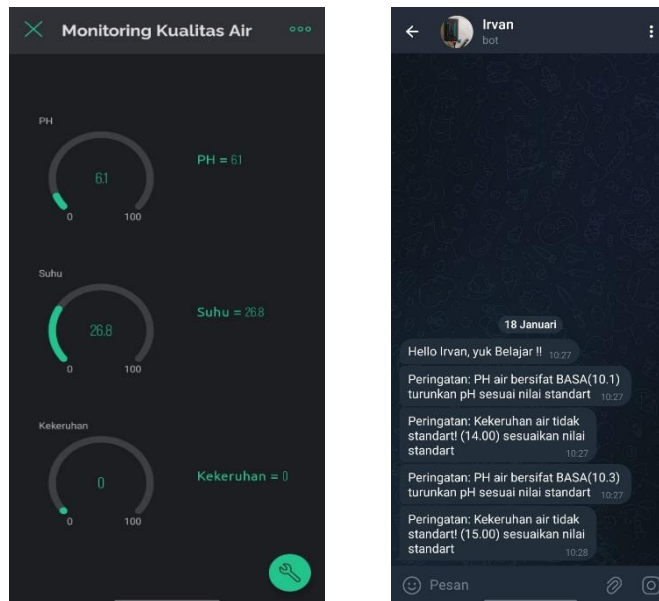 Monitoring Kualitas Air
PH
6.1
0 100
PH = 6.1
Suhu
26.8
0 100
Suhu = 26.8
Kekeruhan
0
0 100
Kekeruhan = 0
Irvan
bot
18 Januari
Hello Irvan, yuk Belajar !! 10:27
Peringatan: PH air bersifat BASA(10.1)
turunkan pH sesuai nilai standart 10:27
Peringatan: Kekeruhan air tidak
standart! (14.00) sesuaikan nilai
standart 10:27
Peringatan: PH air bersifat BASA(10.3)
turunkan pH sesuai nilai standart 10:27
Peringatan: Kekeruhan air tidak
standart! (15.00) sesuaikan nilai
standart 10:28
Pesan